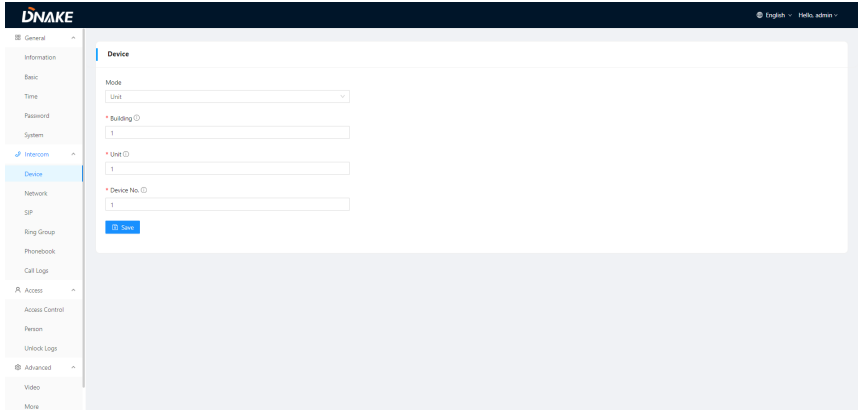 DNAKE
English
Hello, admin
General
Information
Basic
Time
Password
System
Intercom
Device
Network
SIP
Ring Group
Phonebook
Call Logs
Access
Access Control
Person
Unlock Logs
Advanced
Video
More
Device
Mode
Unit
* Building
1
* Unit
1
* Device No.
1
Save